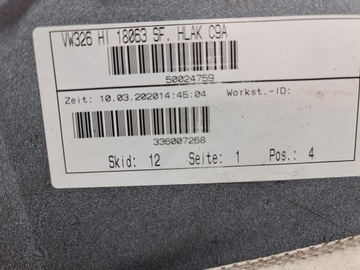 VW326 HI 18063 SF. HLAK C9A
50024759
Zeit: 10.03.202014:45:04 Workst.-ID:
336007268
Skid: 12 Seite: 1 Pos.: 4